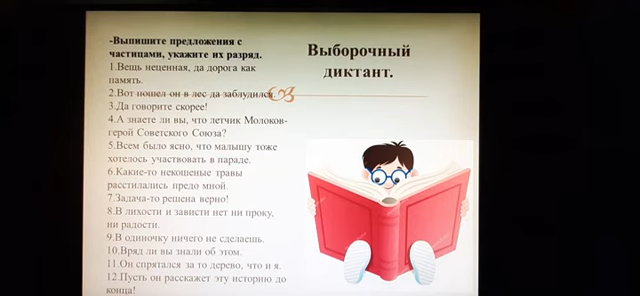 -Выпишите предложения с
частицами, укажите их разряд.
1.Вещь неценная, да дорога как
память.
2.Вот пошел он в лес да заблудился.
3.Да говорите скорее!
4.А знаете ли вы, что летчик Молоков-
герой Советского Союза?
5.Всем было ясно, что малышу тоже
хотелось участвовать в параде.
6.Какие-то некошеные травы
расстилались предо мной.
7.Задача-то решена верно!
8.В лихости и зависти нет ни проку,
ни радости.
9.В одиночку ничего не сделаешь.
10.Вряд ли вы знали об этом.
11.Он спрятался за то дерево, что и я.
12.Пусть он расскажет эту историю до
конца!
Выборочный
диктант.